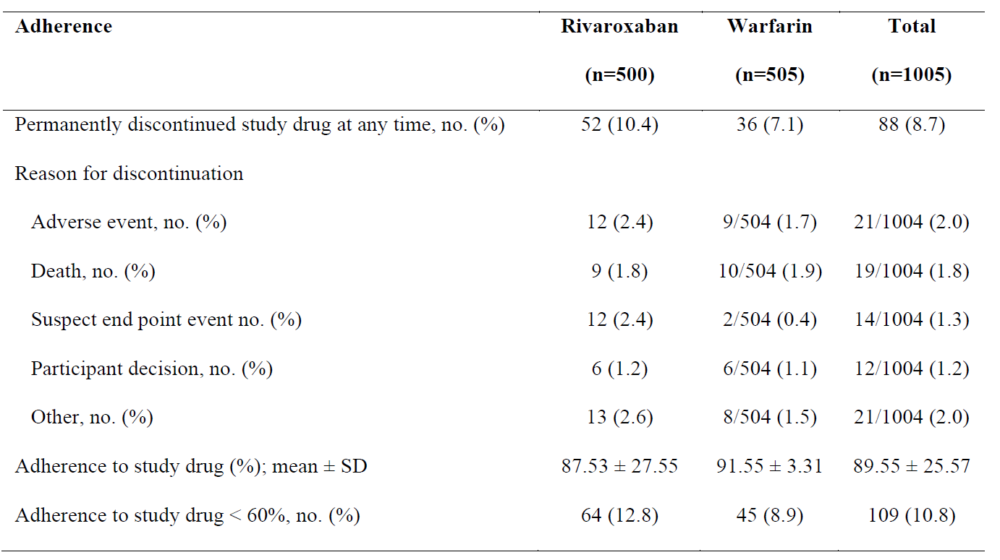 Adherence Rivaroxaban Warfarin Total
(n=500) (n=505) (n=1005)
Permanently discontinued study drug at any time, no. (%) 52 (10.4) 36 (7.1) 88 (8.7)
Reason for discontinuation
Adverse event, no. (%) 12 (2.4) 9/504 (1.7) 21/1004 (2.0)
Death, no. (%) 9 (1.8) 10/504 (1.9) 19/1004 (1.8)
Suspect end point event no. (%) 12 (2.4) 2/504 (0.4) 14/1004 (1.3)
Participant decision, no. (%) 6 (1.2) 6/504 (1.1) 12/1004 (1.2)
Other, no. (%) 13 (2.6) 8/504 (1.5) 21/1004 (2.0)
Adherence to study drug (%); mean ± SD 87.53 ± 27.55 91.55 ± 3.31 89.55 ± 25.57
Adherence to study drug < 60%, no. (%) 64 (12.8) 45 (8.9) 109 (10.8)